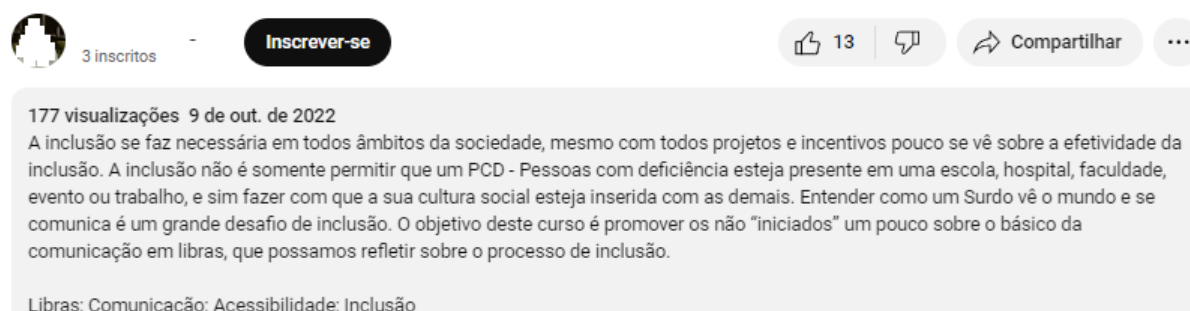 3 inscritos
-
Inscrever-se
13
Compartilhar
...
177 visualizações 9 de out. de 2022
A inclusão se faz necessária em todos âmbitos da sociedade, mesmo com todos projetos e incentivos pouco se vê sobre a efetividade da
inclusão. A inclusão não é somente permitir que um PCD - Pessoas com deficiência esteja presente em uma escola, hospital, faculdade,
evento ou trabalho, e sim fazer com que a sua cultura social esteja inserida com as demais. Entender como um Surdo vê o mundo e se
comunica é um grande desafio de inclusão. O objetivo deste curso é promover os não “iniciados” um pouco sobre o básico da
comunicação em libras, que possamos refletir sobre o processo de inclusão.
Libras; Comunicação; Acessibilidade; Inclusão